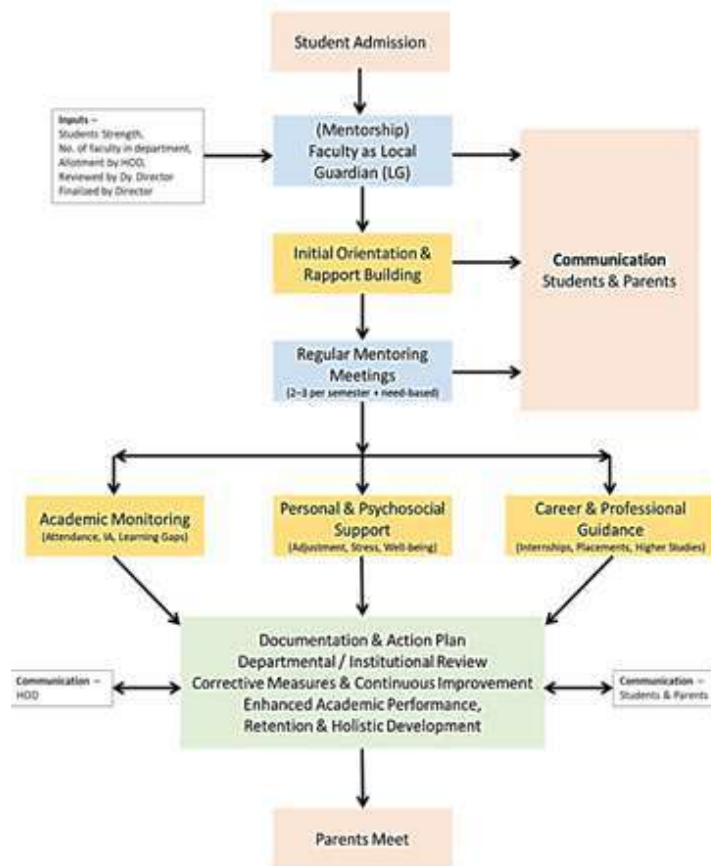 Student Admission
Inputs –
Students Strength,
No. of faculty in department,
Allotment by HOD,
Reviewed by Dy. Director
Finalized by Director
(Mentorship)
Faculty as Local
Guardian (LG)
Communication
Students & Parents
Initial Orientation &
Rapport Building
Regular Mentoring
Meetings
(2–3 per semester + need-based)
Academic Monitoring
(Attendance, IA, Learning Gaps)
Personal & Psychosocial
Support
(Adjustment, Stress, Well-being)
Career & Professional
Guidance
(Internships, Placements, Higher Studies)
Documentation & Action Plan
Departmental / Institutional Review
Corrective Measures & Continuous Improvement
Enhanced Academic Performance,
Retention & Holistic Development
Communication –
HOD
Communication –
Students & Parents
Parents Meet